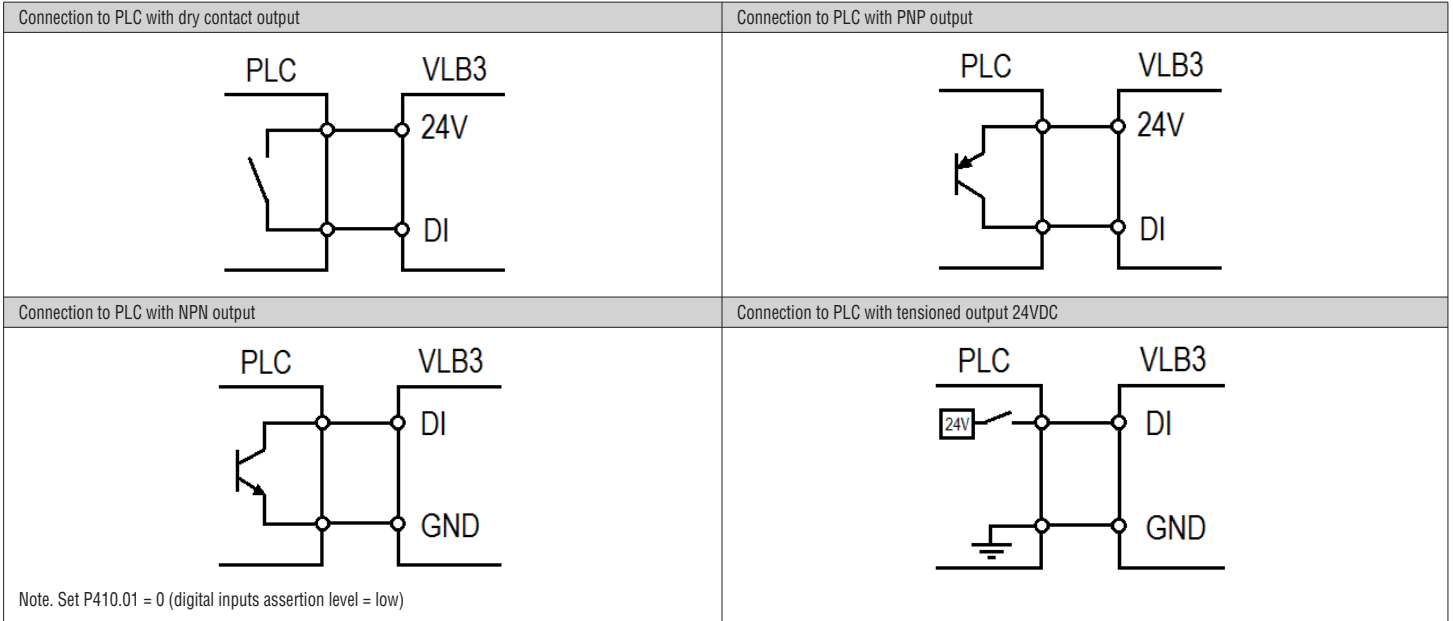 Connection to PLC with dry contact output
PLC VLB3
24V
DI
Connection to PLC with PNP output
PLC VLB3
24V
DI
Connection to PLC with NPN output
PLC VLB3
DI
GND
Note. Set P410.01 = 0 (digital inputs assertion level = low)
Connection to PLC with tensioned output 24VDC
PLC VLB3
24V DI
GND